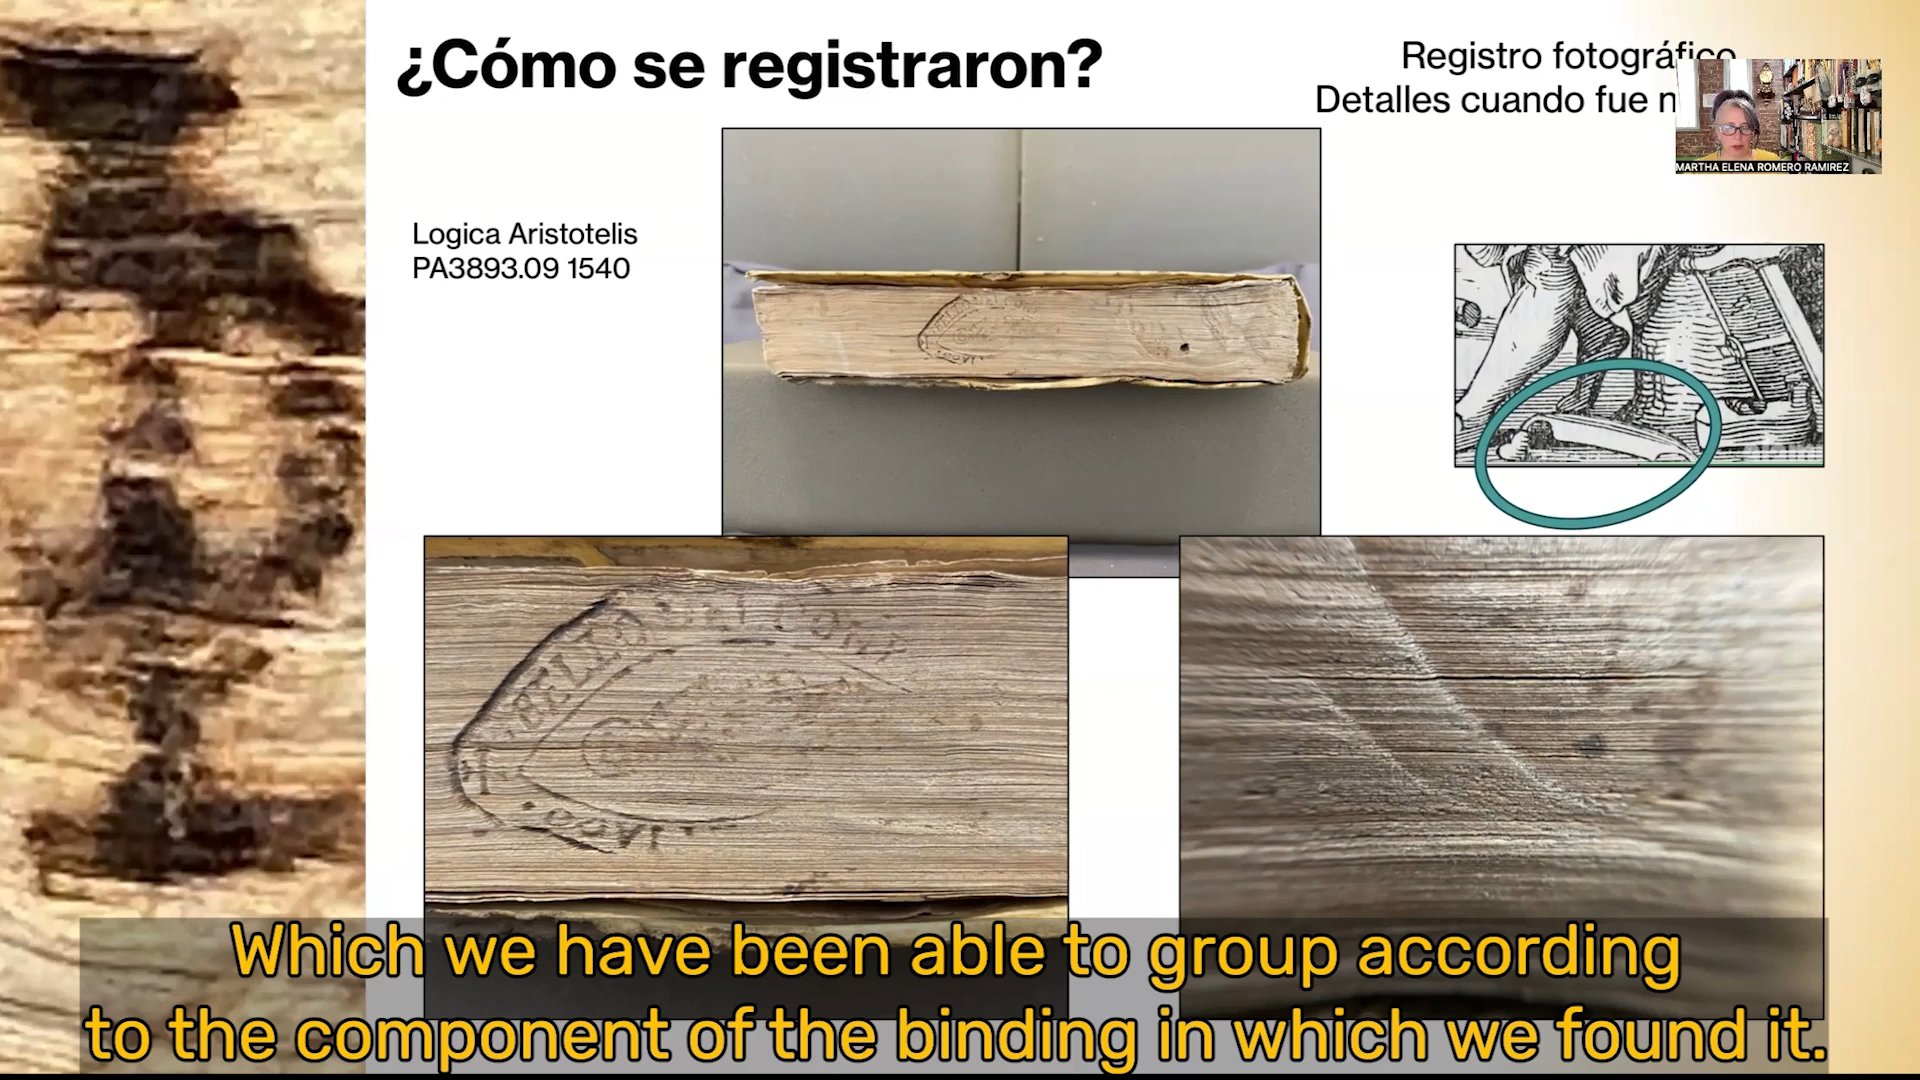 ¿Cómo se registraron?
Registro fotográfico
Detalles cuando fue
MARTHA ELENA ROMERO RAMIREZ
Logica Aristotelis
PA3893.09 1540
Which we have been able to group according
to the component of the binding in which we found it.